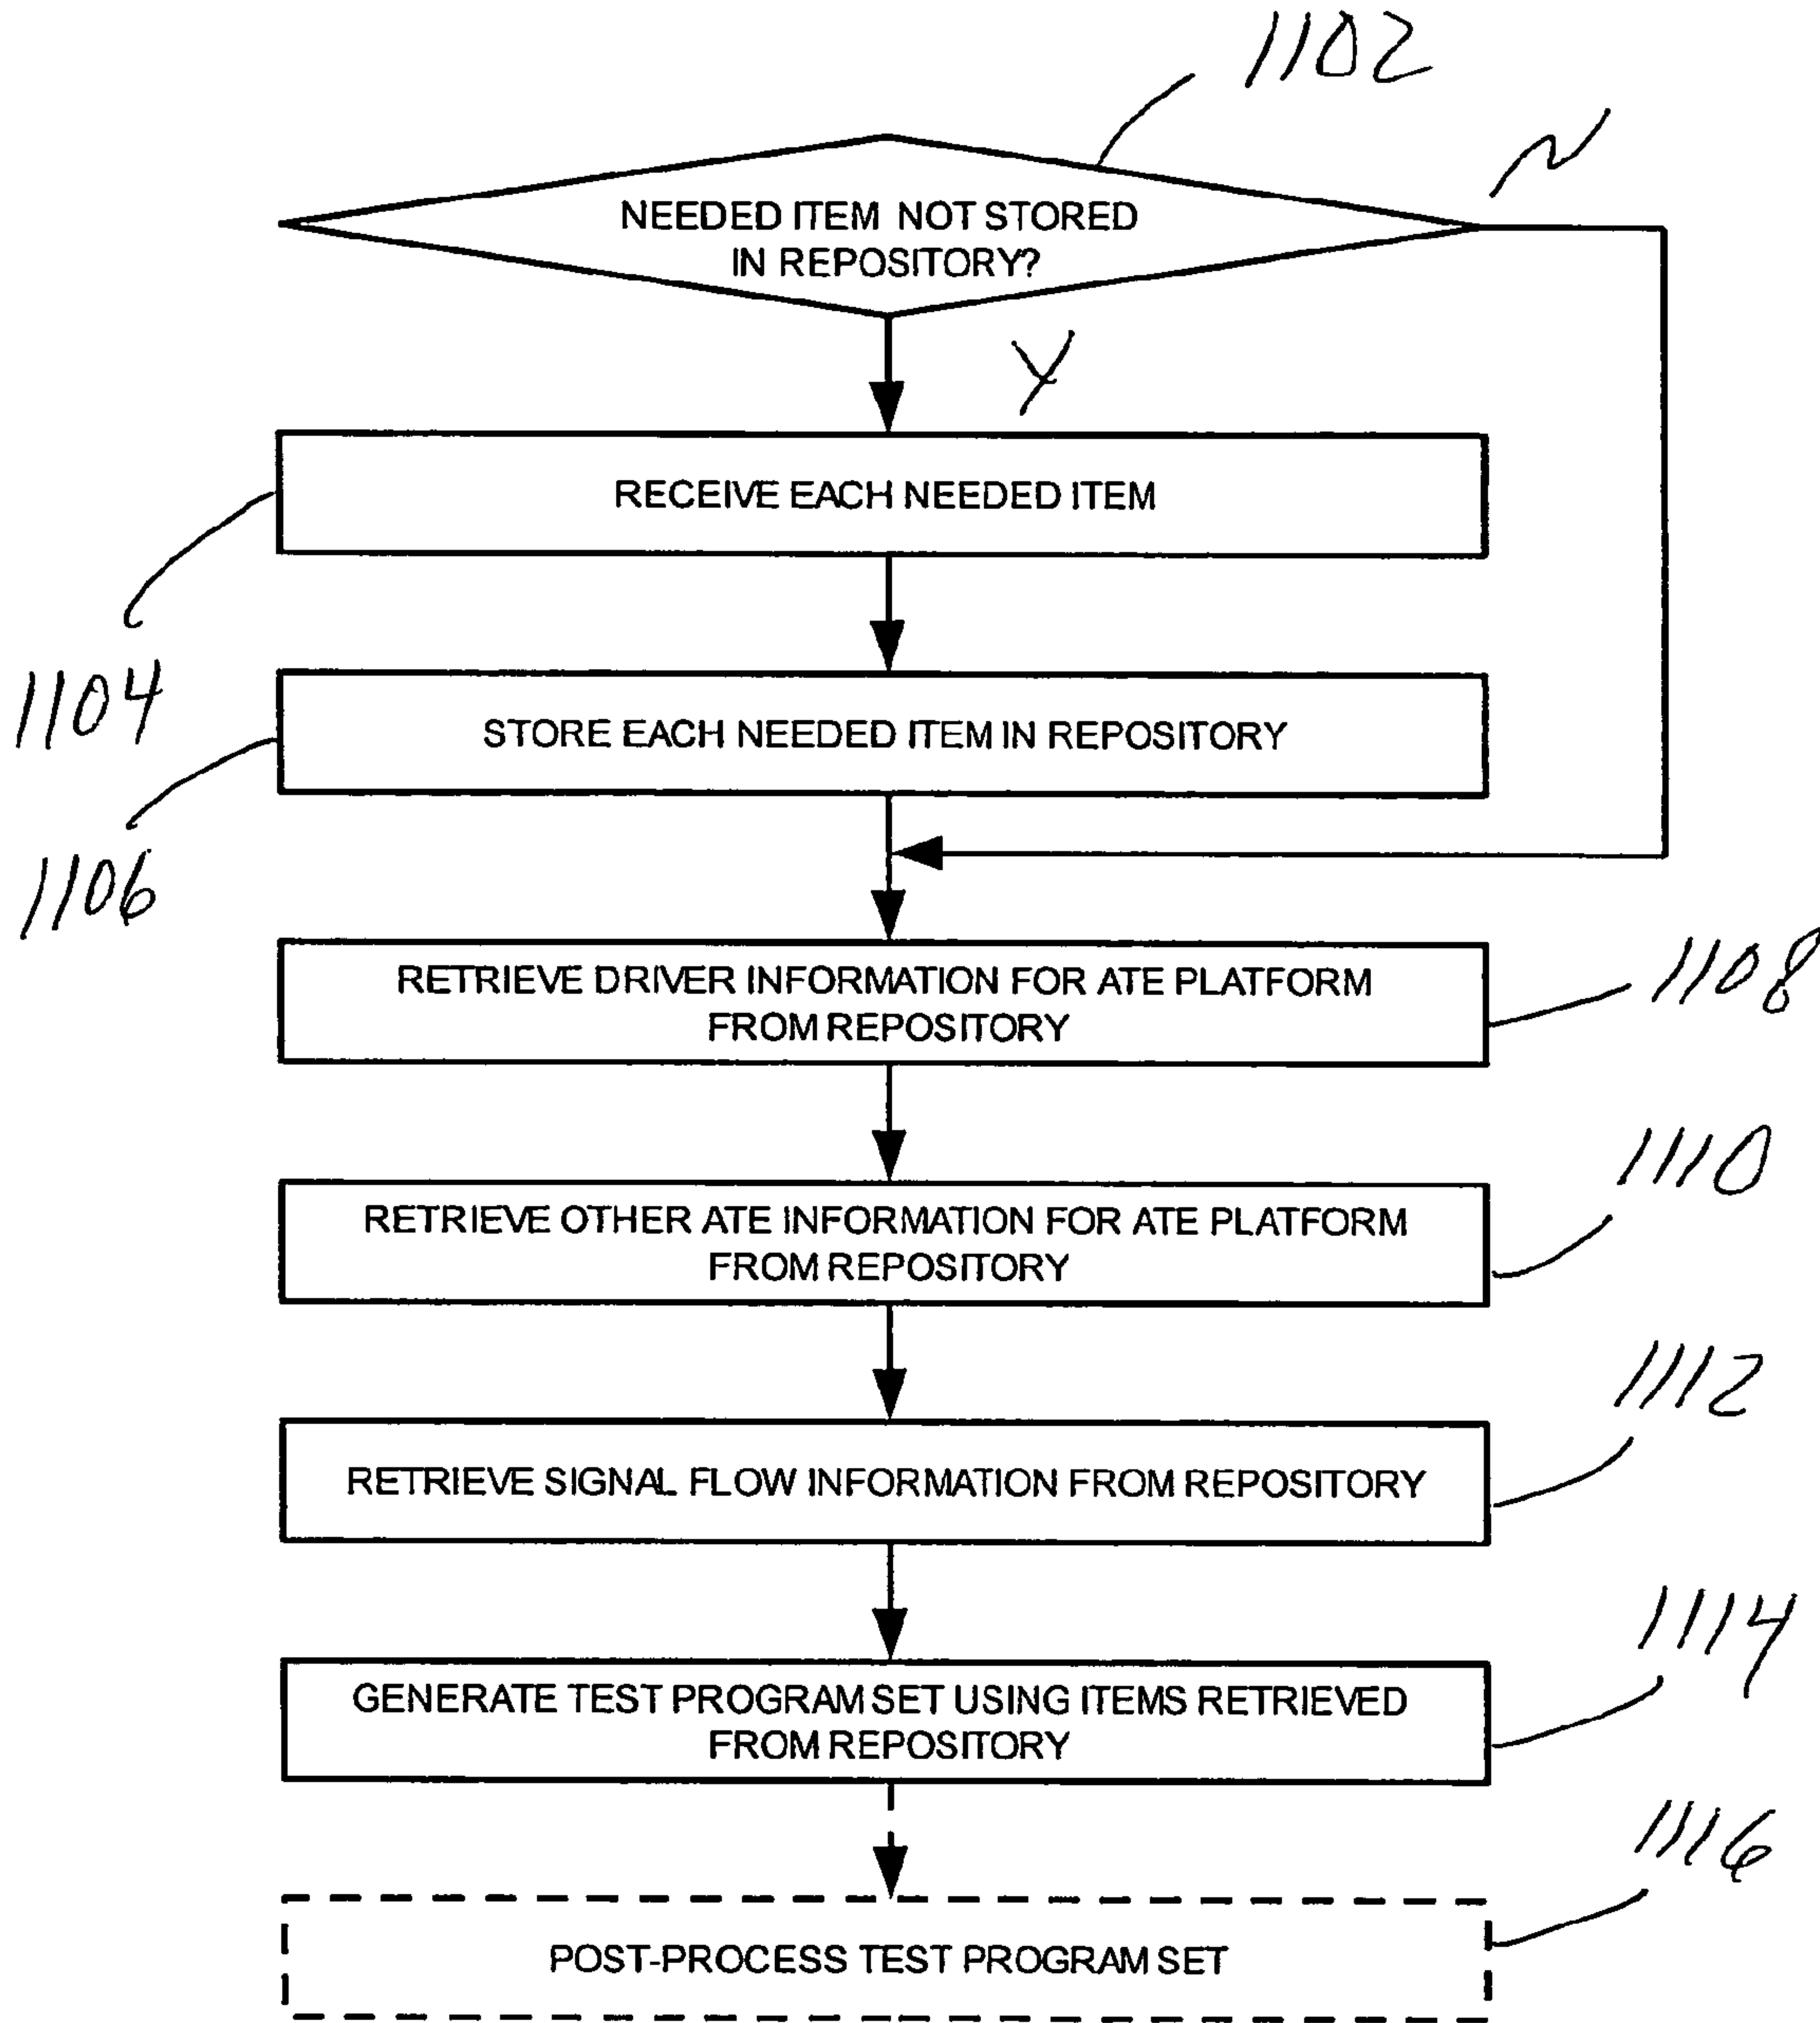 1102
N
NEEDED ITEM NOT STORED
IN REPOSITORY?
Y
RECEIVE EACH NEEDED ITEM
1104
STORE EACH NEEDED ITEM IN REPOSITORY
1106
RETRIEVE DRIVER INFORMATION FOR ATE PLATFORM
FROM REPOSITORY
1108
RETRIEVE OTHER ATE INFORMATION FOR ATE PLATFORM
FROM REPOSITORY
1110
RETRIEVE SIGNAL FLOW INFORMATION FROM REPOSITORY
1112
GENERATE TEST PROGRAM SET USING ITEMS RETRIEVED
FROM REPOSITORY
1114
POST-PROCESS TEST PROGRAM SET
1116